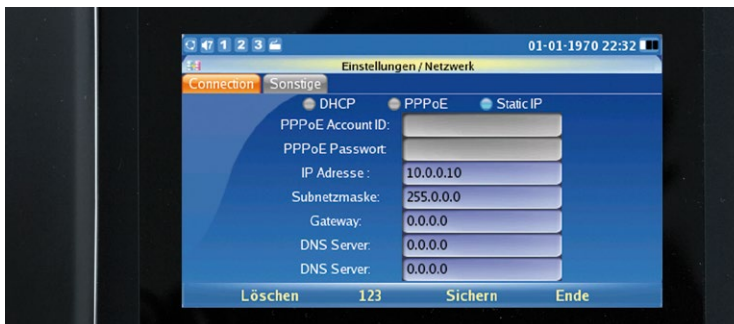 1 2 3 01-01-1970 22:32
Einstellungen / Netzwerk
Connection Sonstige
DHCP PPPoE Static IP
PPPoE Account ID:
PPPoE Passwort:
IP Adresse : 10.0.0.10
Subnetzmaske: 255.0.0.0
Gateway: 0.0.0.0
DNS Server: 0.0.0.0
DNS Server: 0.0.0.0
Löschen 123 Sichern Ende